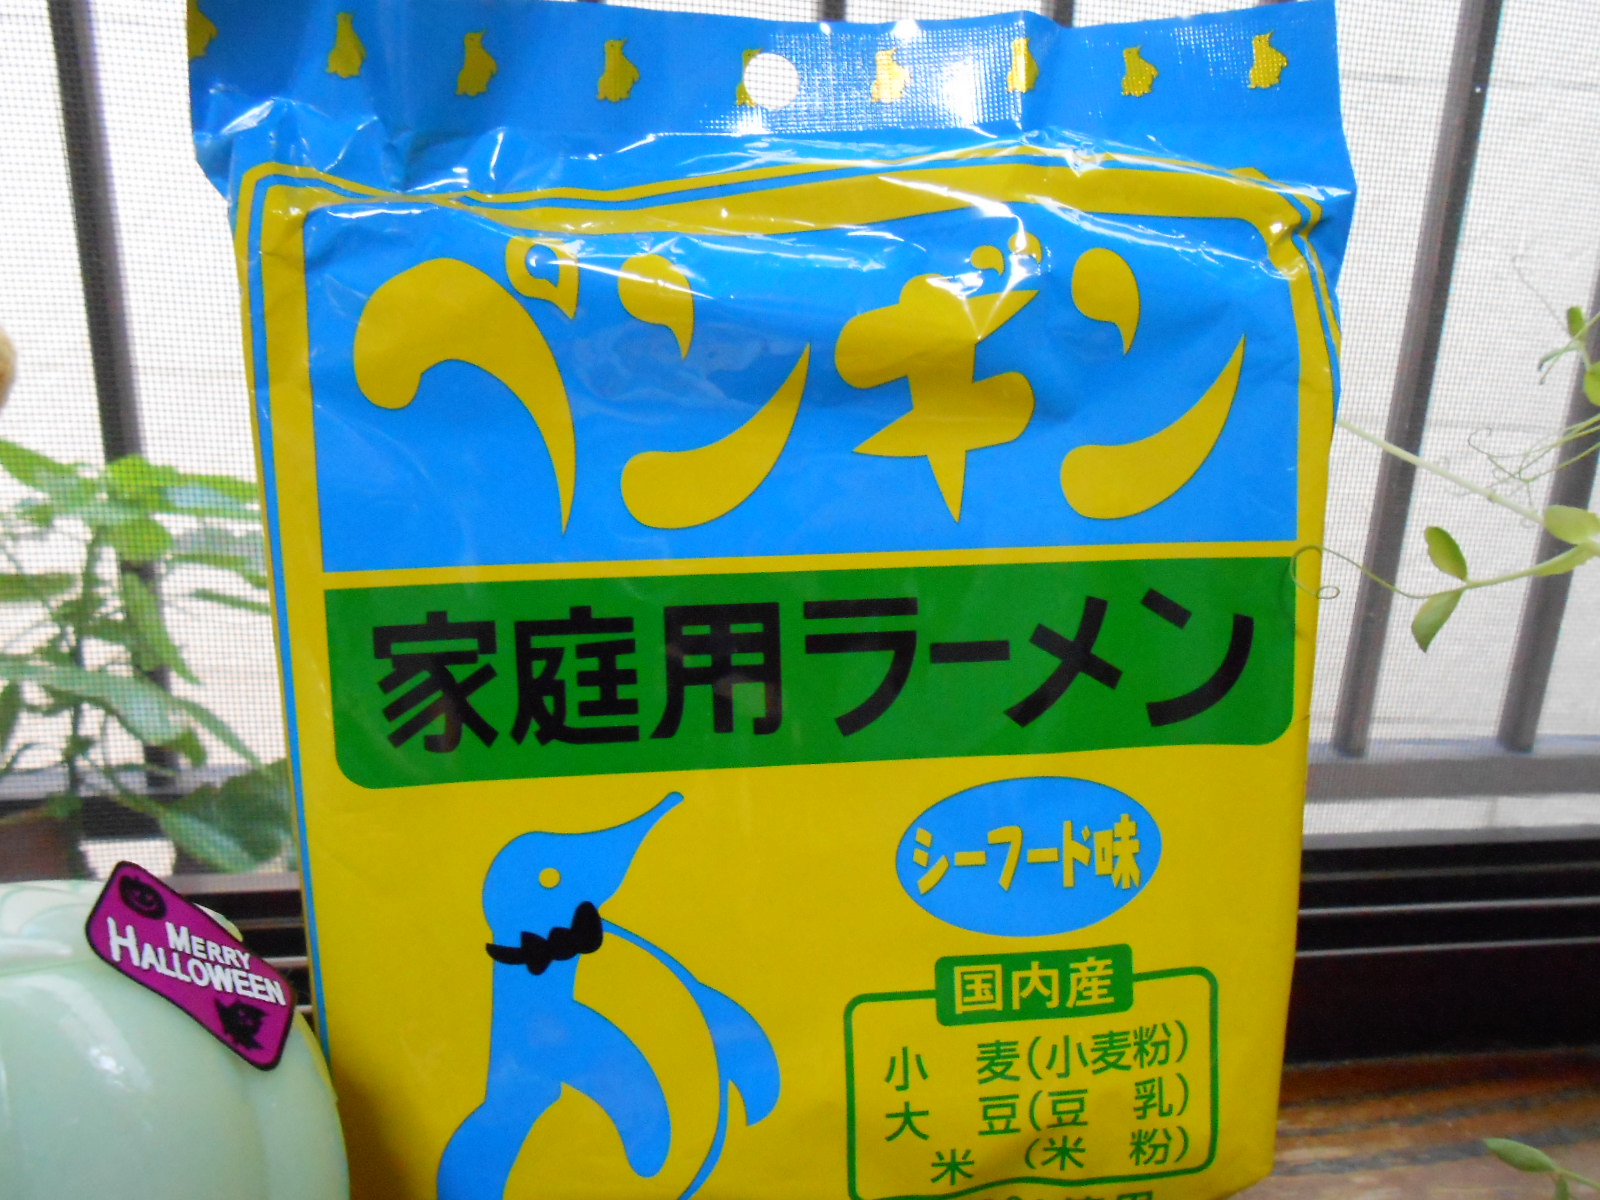 ペンギン
家庭用ラーメン
シーフード味
国内産
小 麦(小麦粉)
大 豆(豆 乳)
米 (米 粉)
MERRY
HALLOWEEN